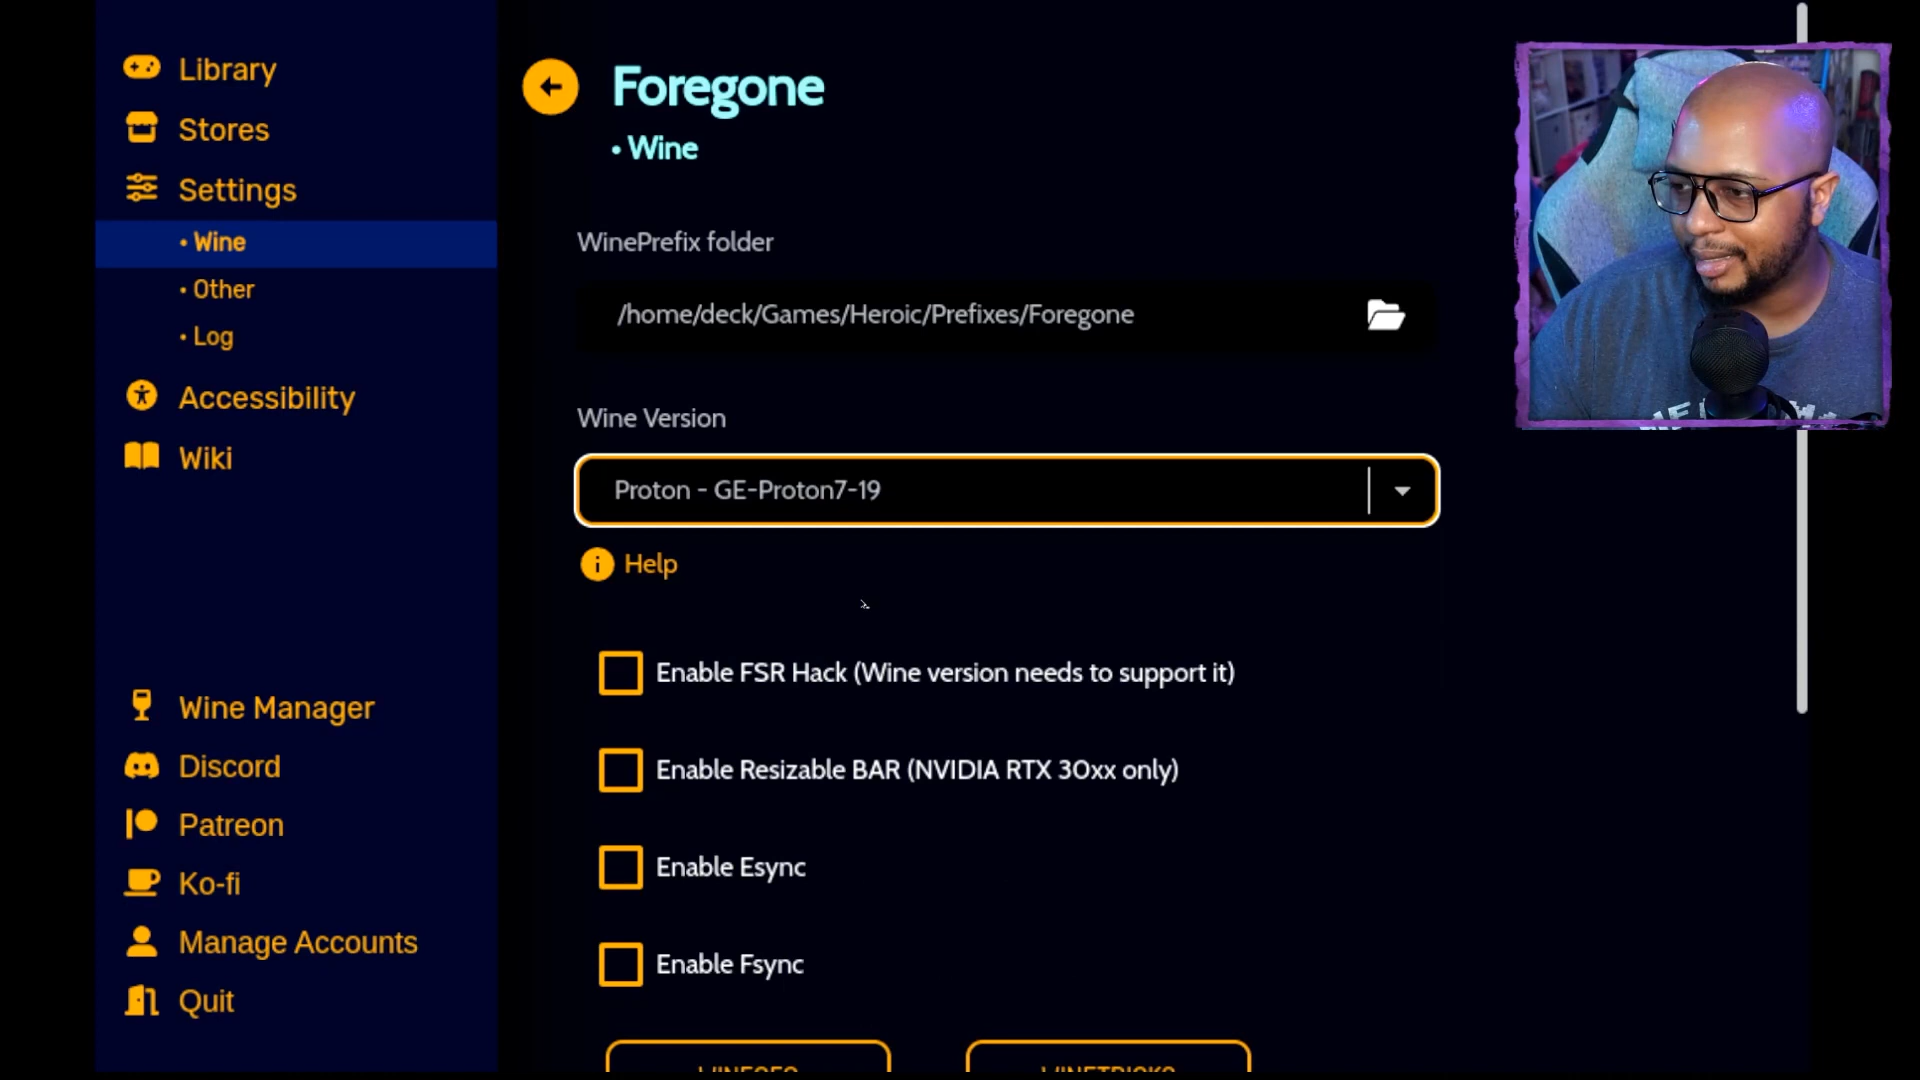 Library
Stores
Settings
• Wine
• Other
• Log
Accessibility
Wiki
Wine Manager
Discord
Patreon
Ko-fi
Manage Accounts
Quit
Foregone
• Wine
WinePrefix folder
/home/deck/Games/Heroic/Prefixes/Foregone
Wine Version
Proton - GE-Proton7-19
Help
Enable FSR Hack (Wine version needs to support it)
Enable Resizable BAR (NVIDIA RTX 30xx only)
Enable Esync
Enable Fsync
WINECFG
WINETRICKS